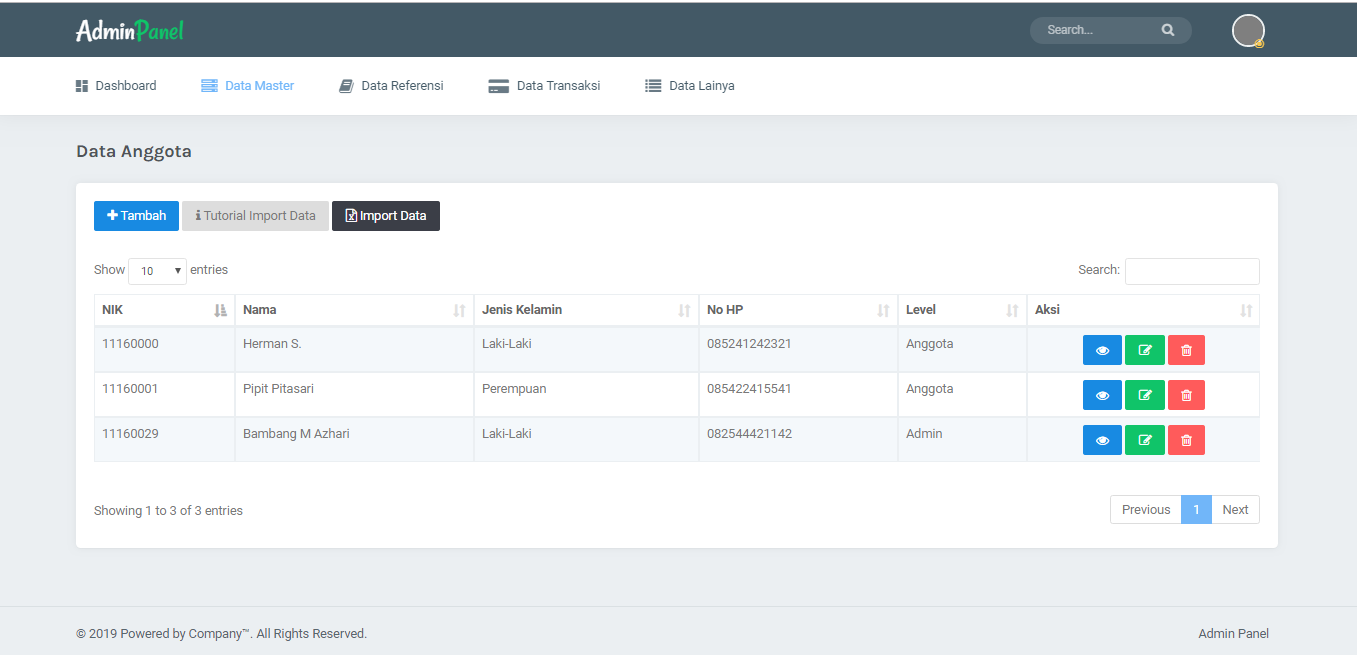 AdminPanel Search...
Dashboard Data Master Data Referensi Data Transaksi Data Lainya
Data Anggota
Tambah Tutorial Import Data Import Data
Show 10 entries Search:
NIK Nama Jenis Kelamin No HP Level Aksi
11160000 Herman S. Laki-Laki 085241242321 Anggota
11160001 Pipit Pitasari Perempuan 085422415541 Anggota
11160029 Bambang M Azhari Laki-Laki 082544421142 Admin
Showing 1 to 3 of 3 entries Previous 1 Next
© 2019 Powered by Company™. All Rights Reserved. Admin Panel